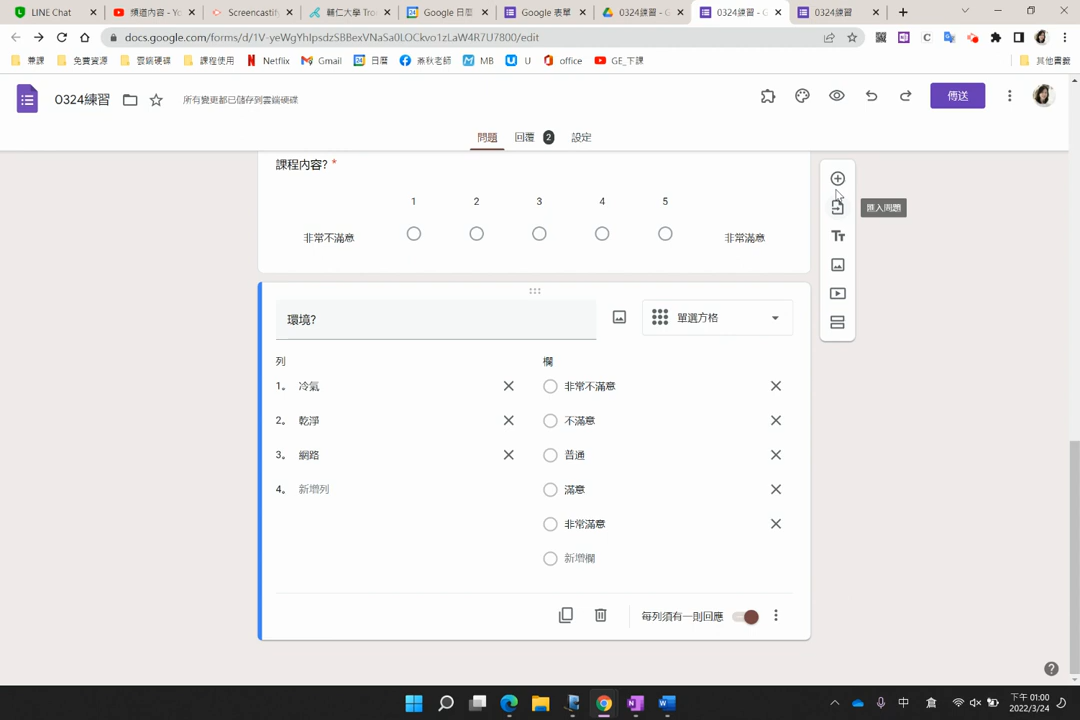 LINE Chat
頻道內容 - Yo
Screencastify
輔仁大學 Tron
Google 日曆
Google 表單
0324練習 - G
0324練習 - G
0324練習
docs.google.com/forms/d/1V-yeWgYhIpsdzSBBexVNaSa0LOCkvo1zLaW4R7U7800/edit
兼課
免費資源
雲端硬碟
課程使用
Netflix
Gmail
日曆
燕秋老師
MB
U
office
GE_下課
其他書籤
0324練習
所有變更都已儲存到雲端硬碟
傳送
問題
回覆 2
設定
課程內容? *
1 2 3 4 5
非常不滿意
非常滿意
匯入問題
環境?
單選方格
列
欄
1。 冷氣
非常不滿意
2。 乾淨
不滿意
3。 網路
普通
4。 新增列
滿意
非常滿意
新增欄
每列須有一則回應
中
倉
下午 01:00
2022/3/24